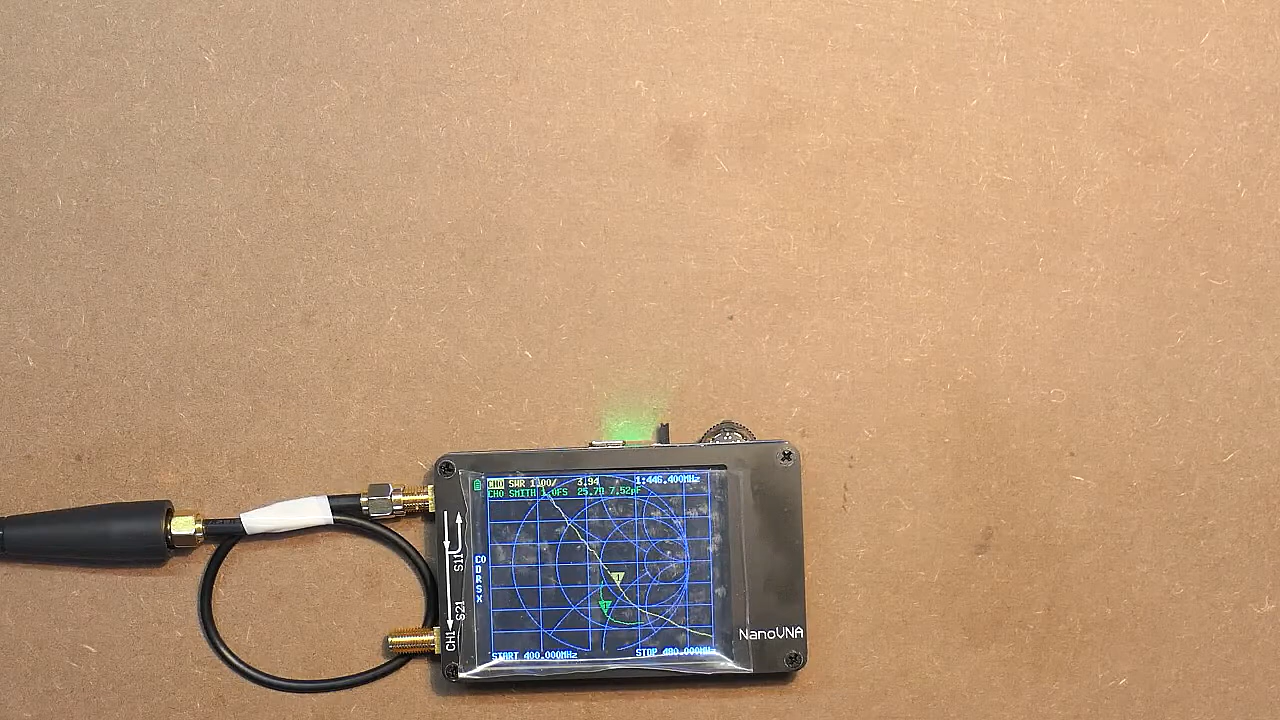 CH0 SWR 1.00/ 3.94 1:446.400MHz
CH0 SMITH 1.0FS 25.7Ω 7.52pF
C0
D
R
S
X
S11
S21
CH1
NanoVNA
START 400.000MHz STOP 480.000MHz